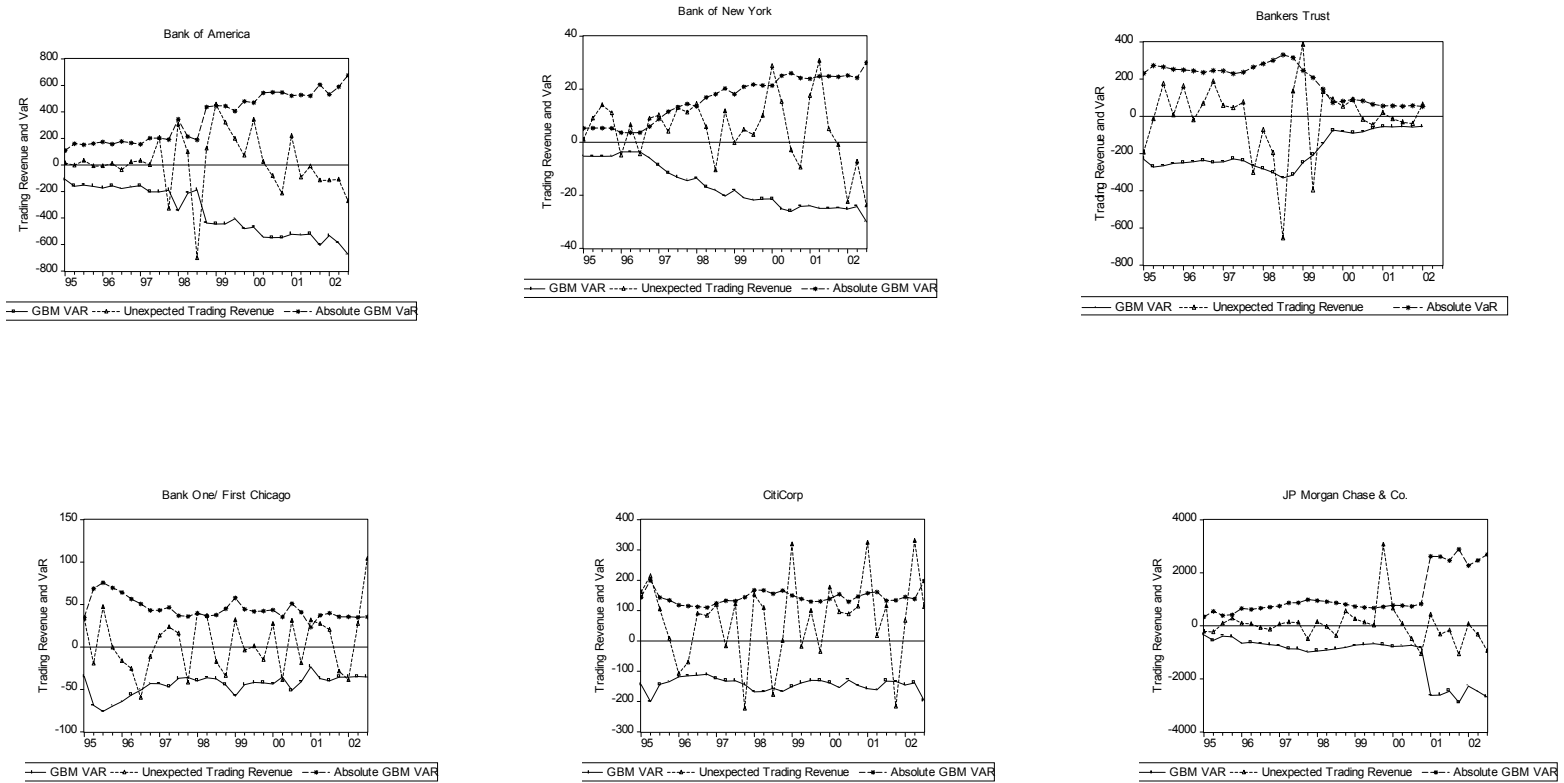 Bank of America
Trading Revenue and VaR
800
600
400
200
0
-200
-400
-600
-800
95 96 97 98 99 00 01 02
GBM VAR Unexpected Trading Revenue Absolute GBM VaR
Bank of New York
Trading Revenue and VaR
40
20
0
-20
-40
95 96 97 98 99 00 01 02
GBM VAR Unexpected Trading Revenue Absolute GBM VAR
Bankers Trust
Trading Revenue and VaR
400
200
0
-200
-400
-600
-800
95 96 97 98 99 00 01 02
GBM VAR Unexpected Trading Revenue Absolute VaR
Bank One/ First Chicago
Trading Revenue and VaR
150
100
50
0
-50
-100
95 96 97 98 99 00 01 02
GBM VAR Unexpected Trading Revenue Absolute GBM VAR
CitiCorp
Trading Revenue and VaR
400
300
200
100
0
-100
-200
-300
95 96 97 98 99 00 01 02
GBM VAR Unexpected Trading Revenue Absolute GBM VAR
JP Morgan Chase & Co.
Trading Revenue and VaR
4000
2000
0
-2000
-4000
95 96 97 98 99 00 01 02
GBM VAR Unexpected Trading Revenue Absolute GBM VAR